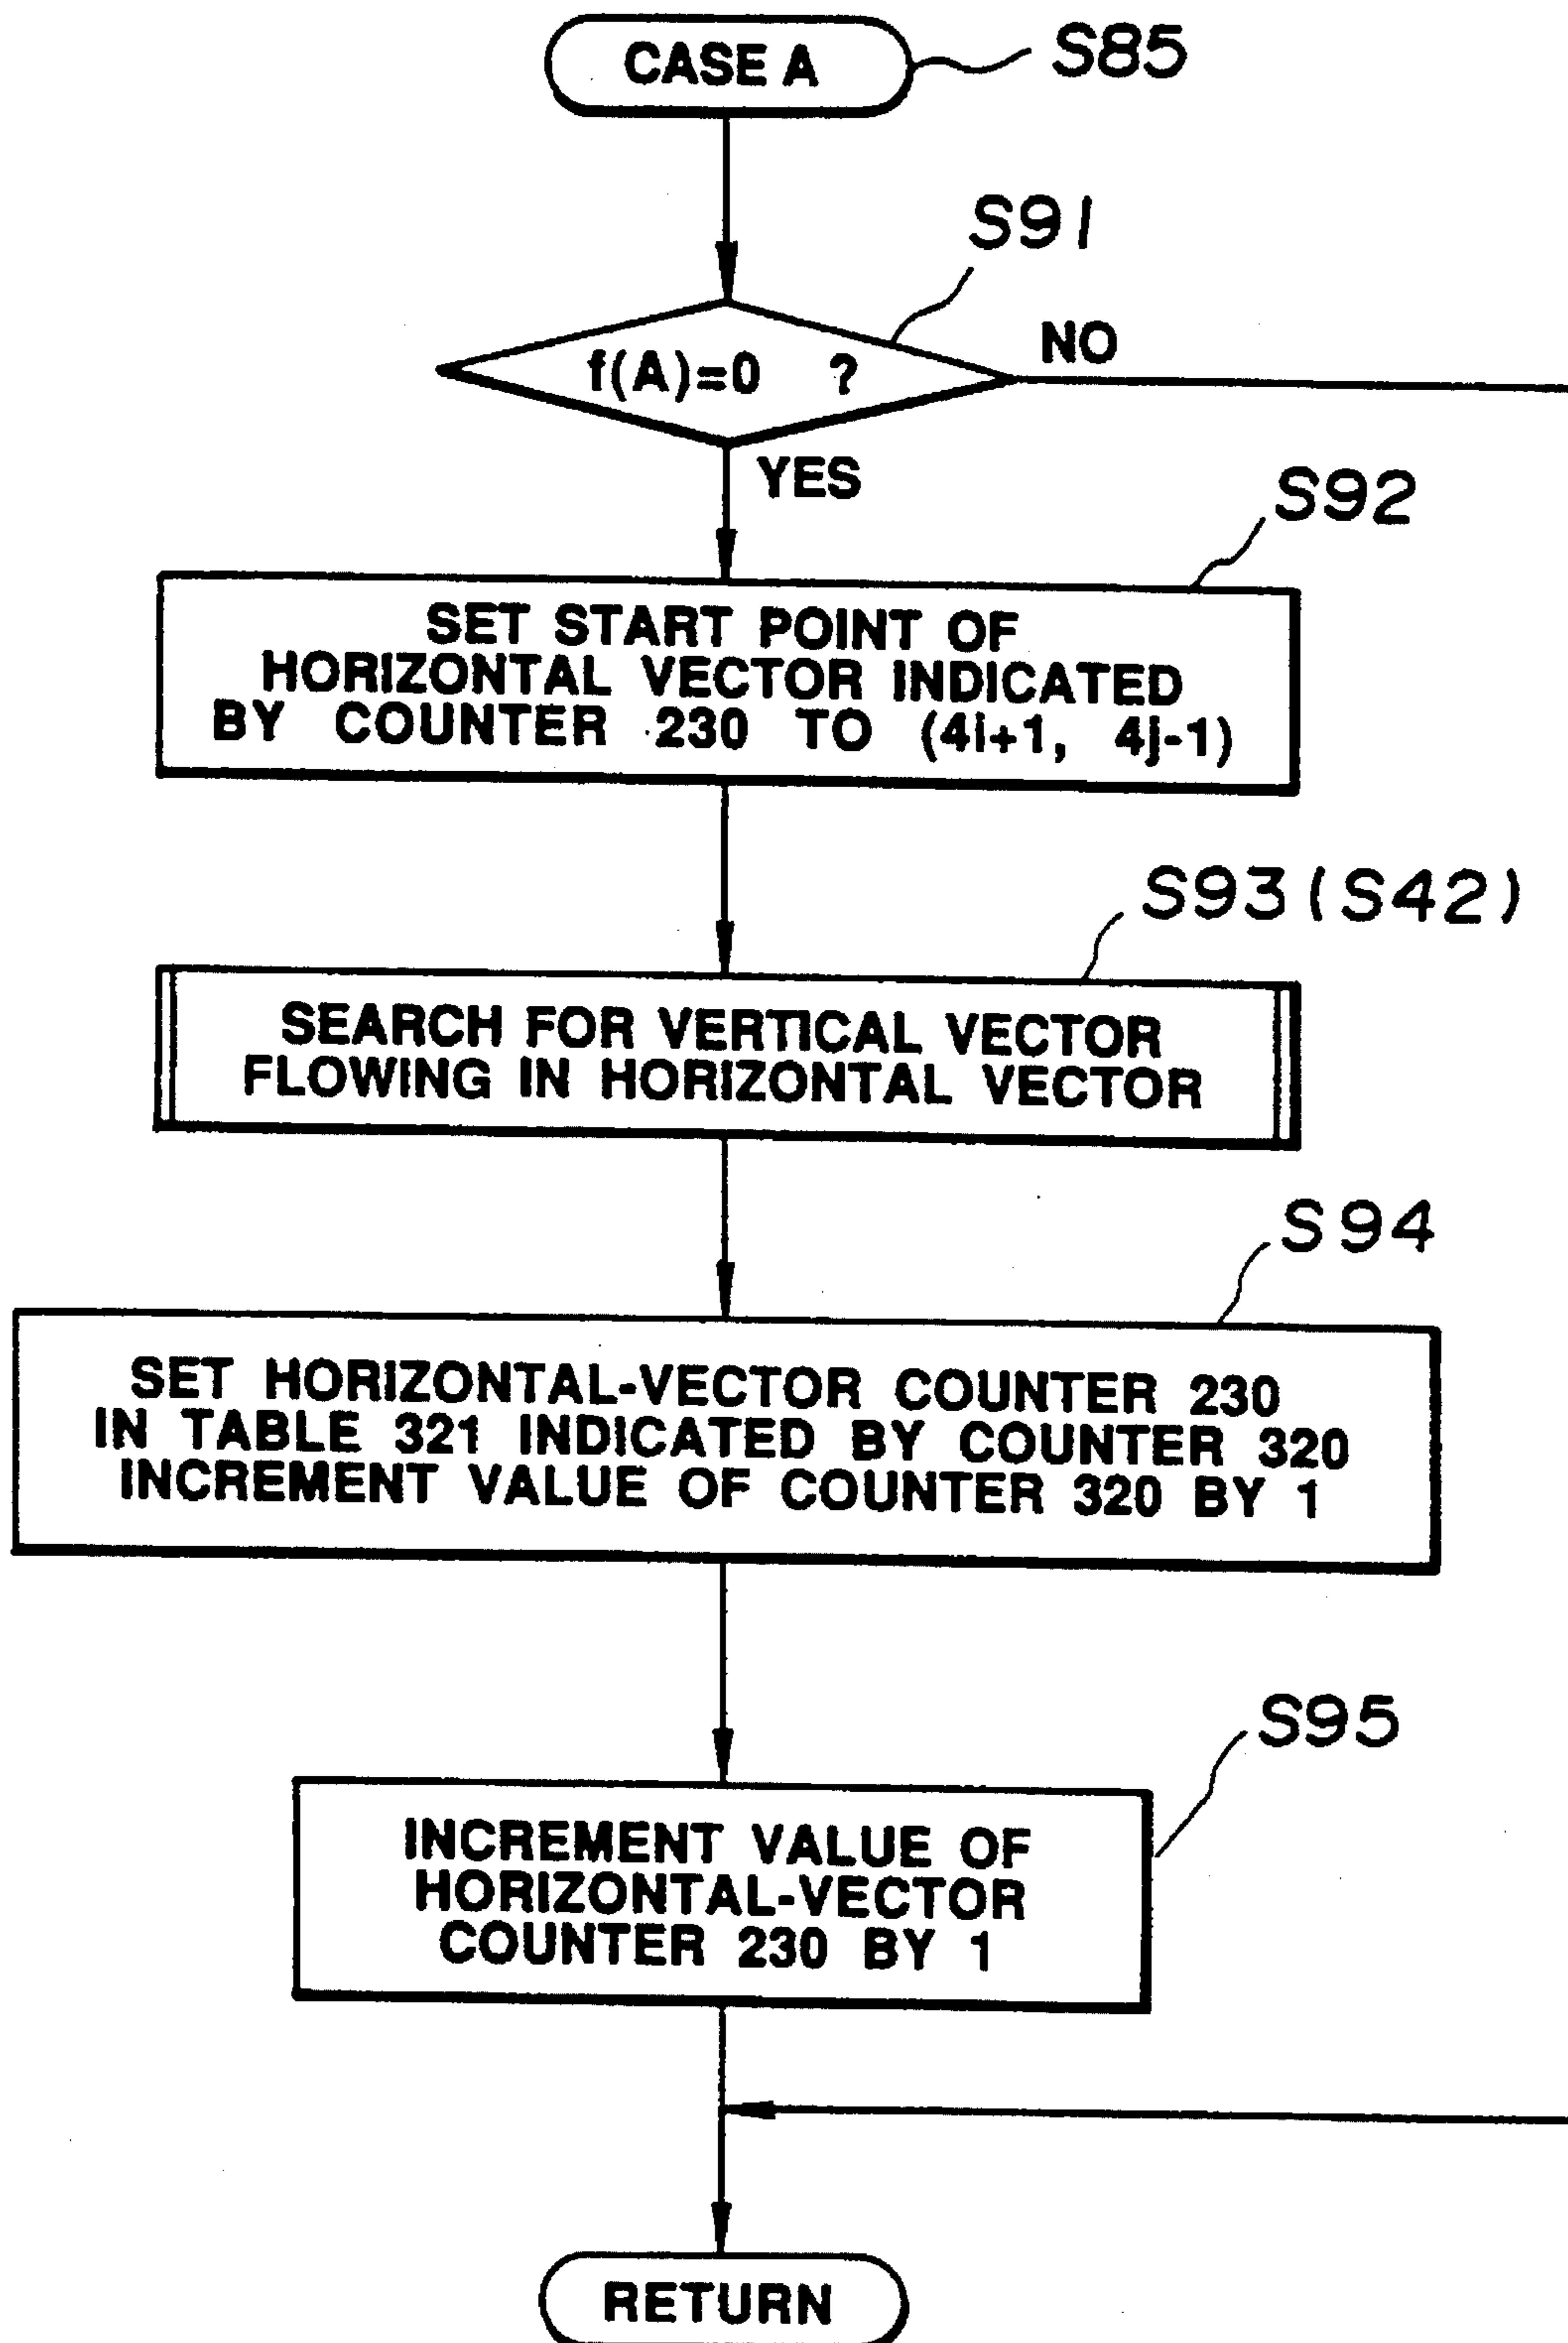 CASE A
S85
S91
f(A)=0 ?
NO
YES
S92
SET START POINT OF
HORIZONTAL VECTOR INDICATED
BY COUNTER 230 TO (4i+1, 4j-1)
S93(S42)
SEARCH FOR VERTICAL VECTOR
FLOWING IN HORIZONTAL VECTOR
S94
SET HORIZONTAL-VECTOR COUNTER 230
IN TABLE 321 INDICATED BY COUNTER 320
INCREMENT VALUE OF COUNTER 320 BY 1
S95
INCREMENT VALUE OF
HORIZONTAL-VECTOR
COUNTER 230 BY 1
RETURN